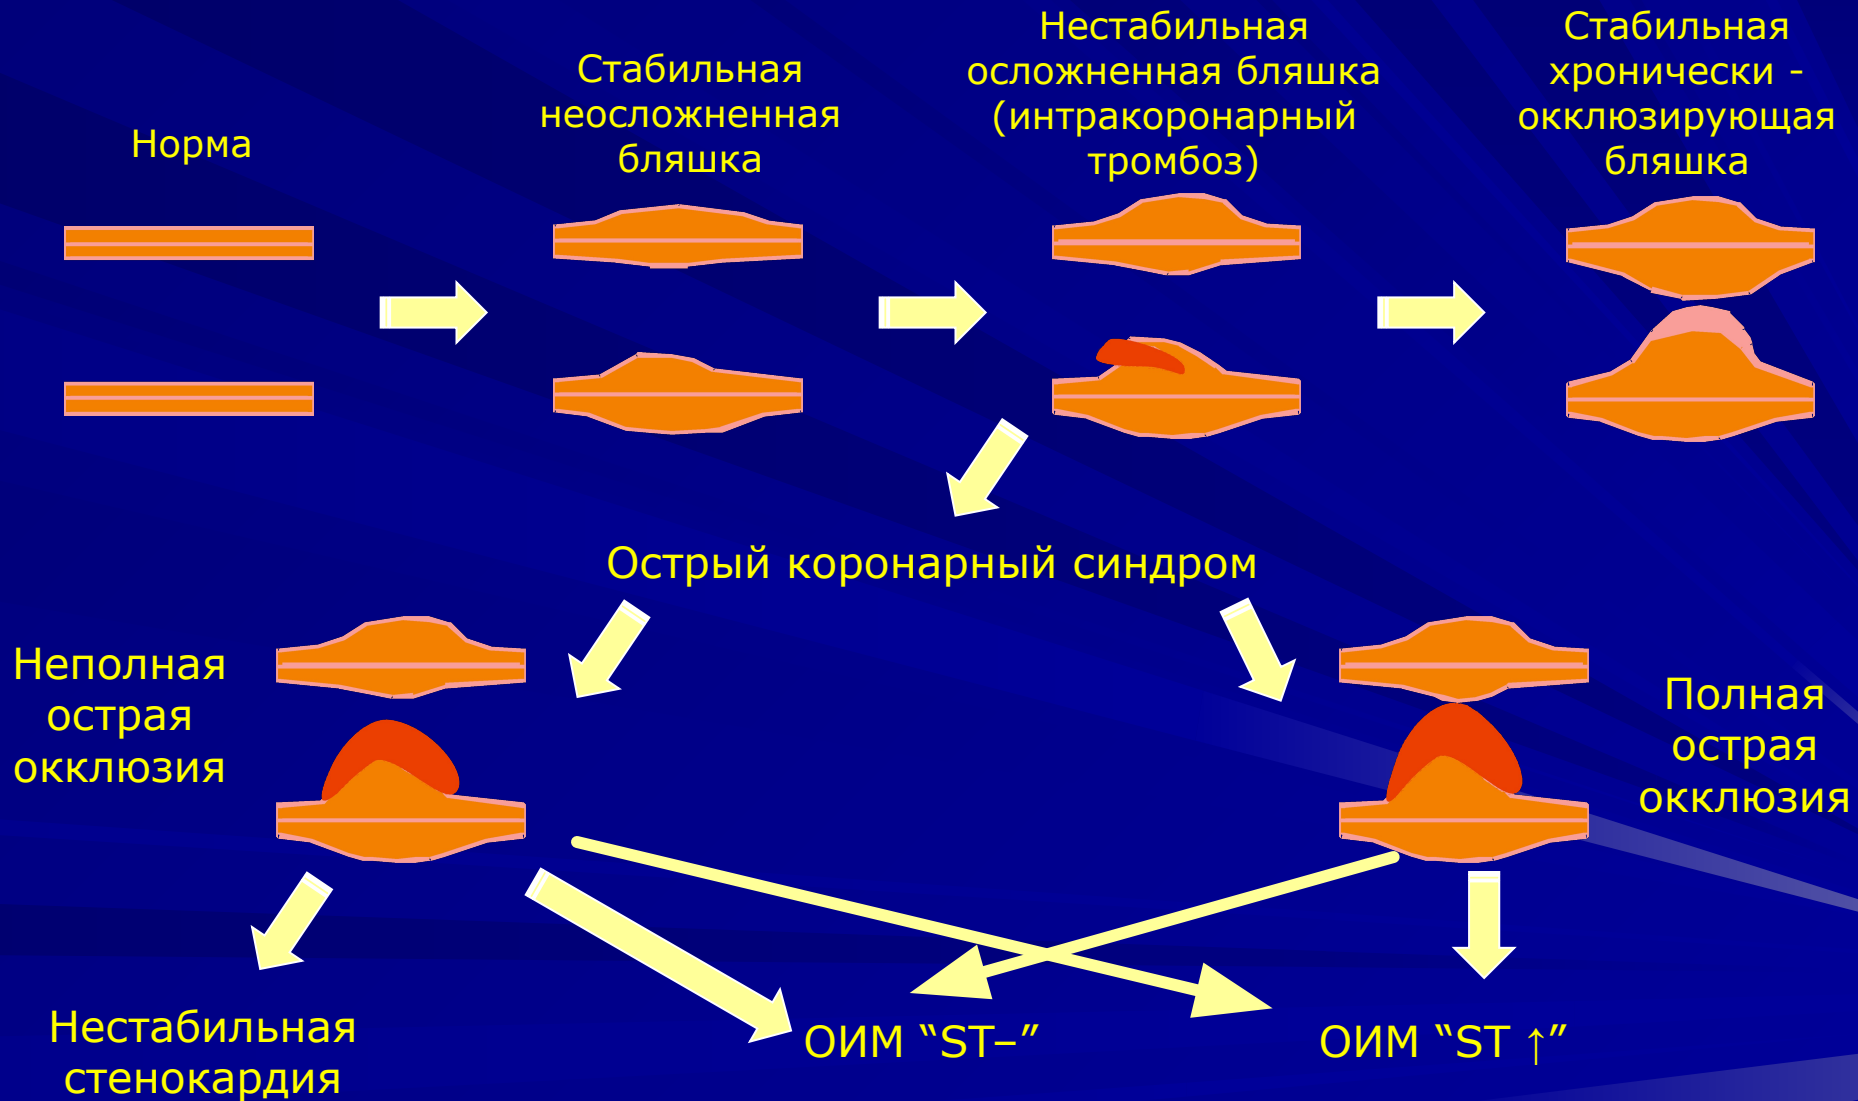 Норма
Стабильная
неосложненная
бляшка
Нестабильная
осложненная бляшка
(интракоронарный
тромбоз)
Стабильная
хронически -
окклюзирующая
бляшка
Острый коронарный синдром
Неполная
острая
окклюзия
Полная
острая
окклюзия
Нестабильная
стенокардия
ОИМ “ST–”
ОИМ “ST ↑”